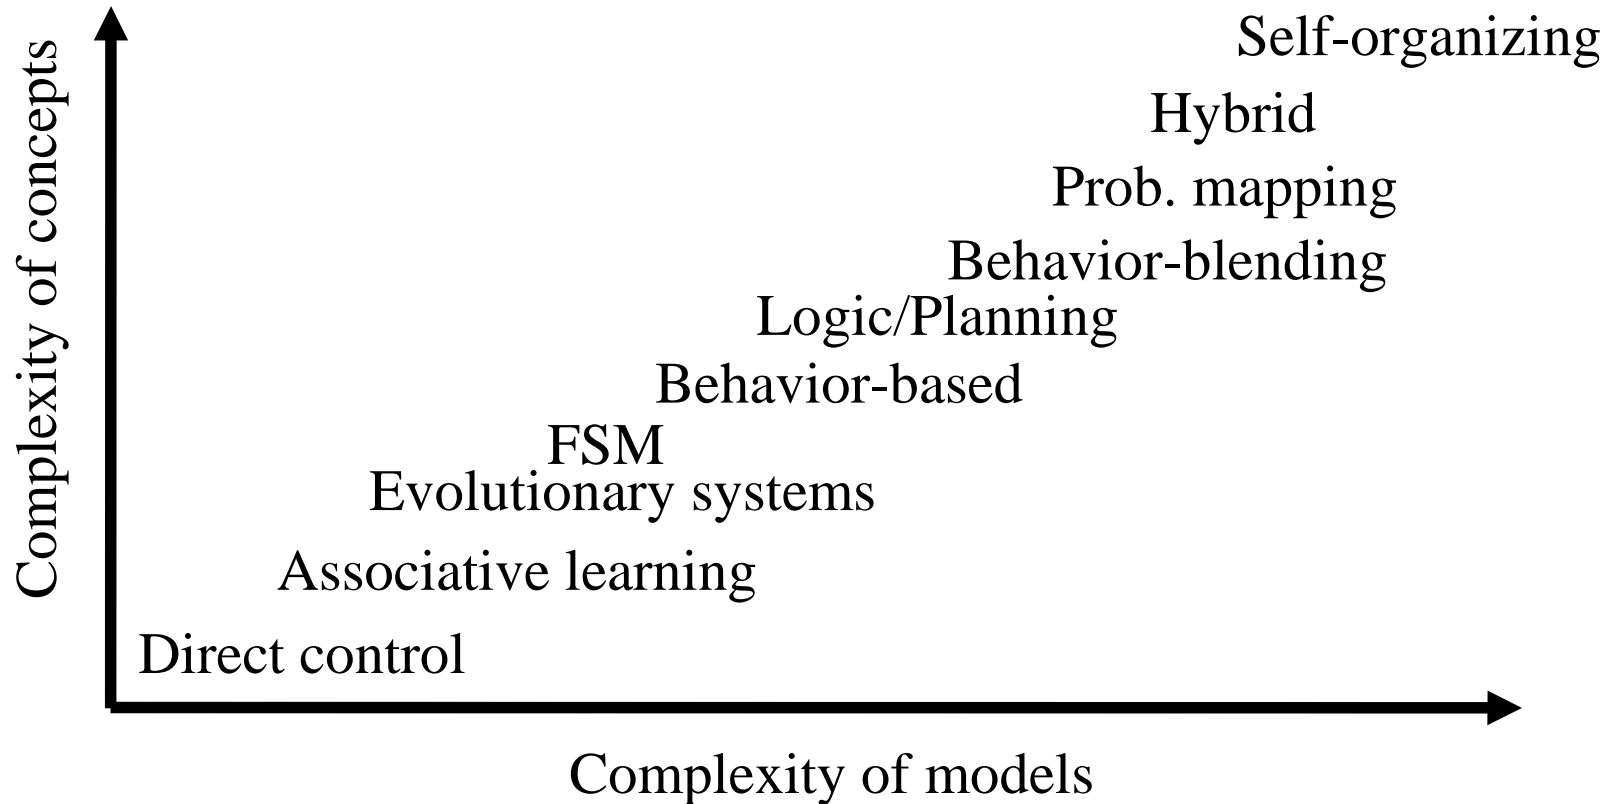 Complexity of concepts
Self-organizing
Hybrid
Prob. mapping
Behavior-blending
Logic/Planning
Behavior-based
FSM
Evolutionary systems
Associative learning
Direct control
Complexity of models